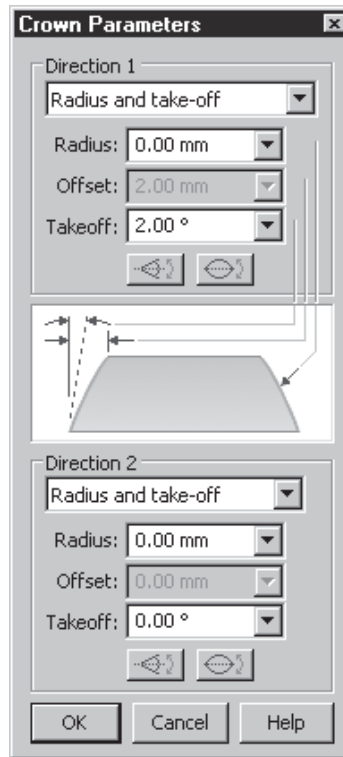 Crown Parameters
Direction 1
Radius and take-off
Radius: 0.00 mm
Offset: 2.00 mm
Takeoff: 2.00 °
Direction 2
Radius and take-off
Radius: 0.00 mm
Offset: 0.00 mm
Takeoff: 0.00 °
OK Cancel Help